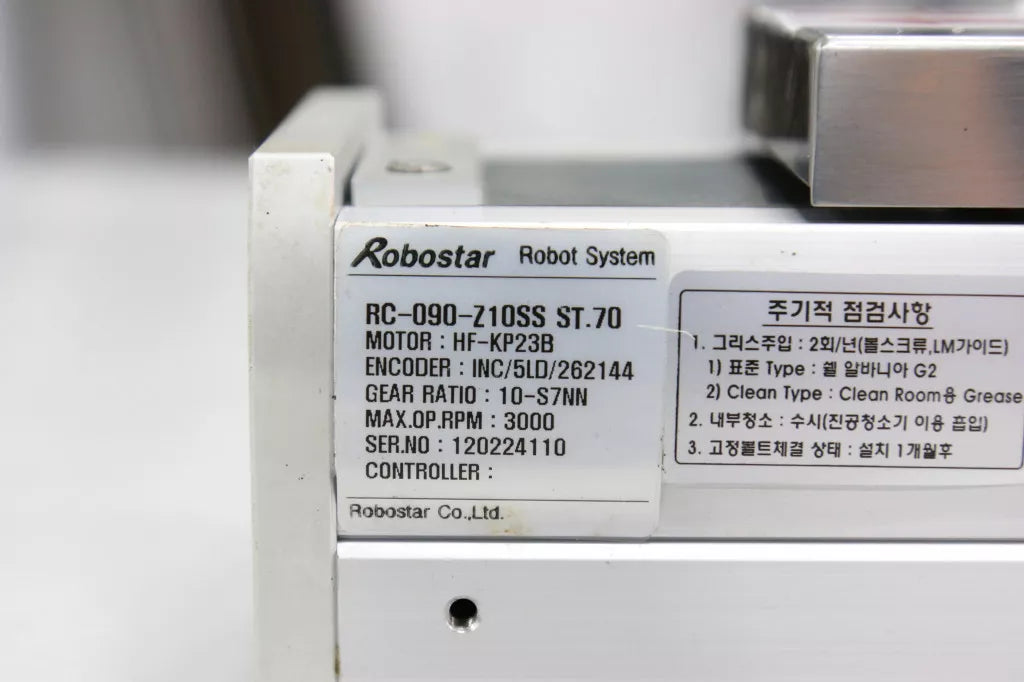 Robostar Robot System
RC-090-Z10SS ST.70
MOTOR : HF-KP23B
ENCODER : INC/5LD/262144
GEAR RATIO : 10-S7NN
MAX.OP.RPM : 3000
SER.NO : 120224110
CONTROLLER :
Robostar Co.,Ltd.
주기적 점검사항
1. 그리스주입 : 2회/년(볼스크류,LM가이드)
1) 표준 Type : 쉘 알바니아 G2
2) Clean Type : Clean Room용 Grease
2. 내부청소 : 수시(진공청소기 이용 흡입)
3. 고정볼트체결 상태 : 설치 1개월후